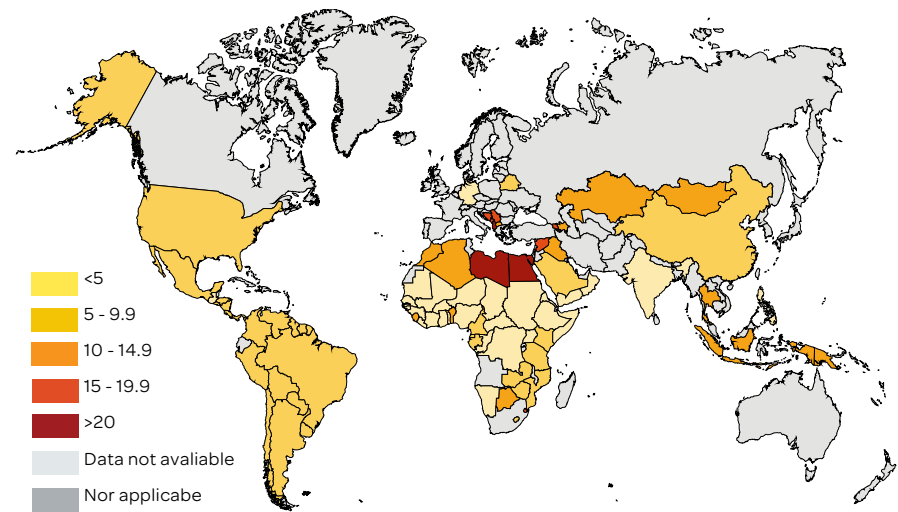 <5
5 - 9.9
10 - 14.9
15 - 19.9
>20
Data not avaliable
Nor applicabe